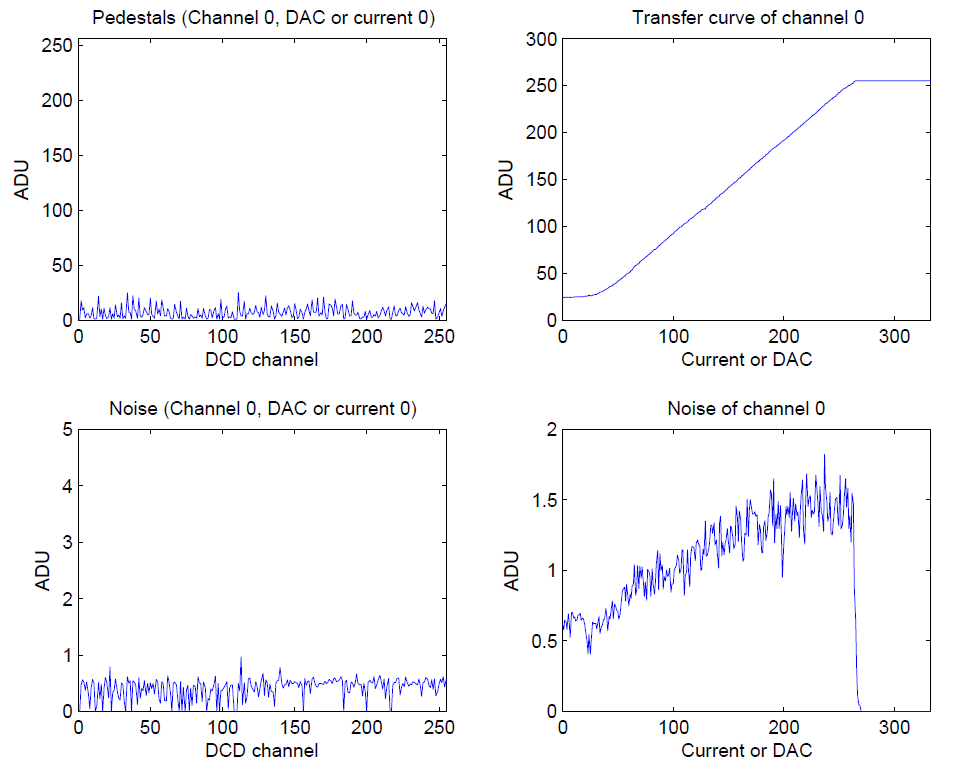 Pedestals (Channel 0, DAC or current 0)
250
200
150
100
50
0
ADU
0 50 100 150 200 250
DCD channel
Transfer curve of channel 0
300
250
200
150
100
50
0
ADU
0 100 200 300
Current or DAC
Noise (Channel 0, DAC or current 0)
5
4
3
2
1
0
ADU
0 50 100 150 200 250
DCD channel
Noise of channel 0
2
1.5
1
0.5
0
ADU
0 100 200 300
Current or DAC